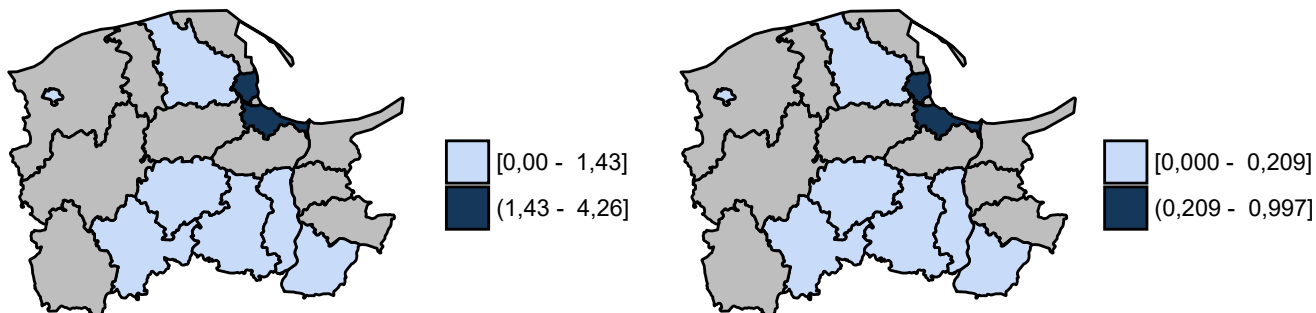 [0,00 - 1,43]
(1,43 - 4,26]
[0,000 - 0,209]
(0,209 - 0,997]